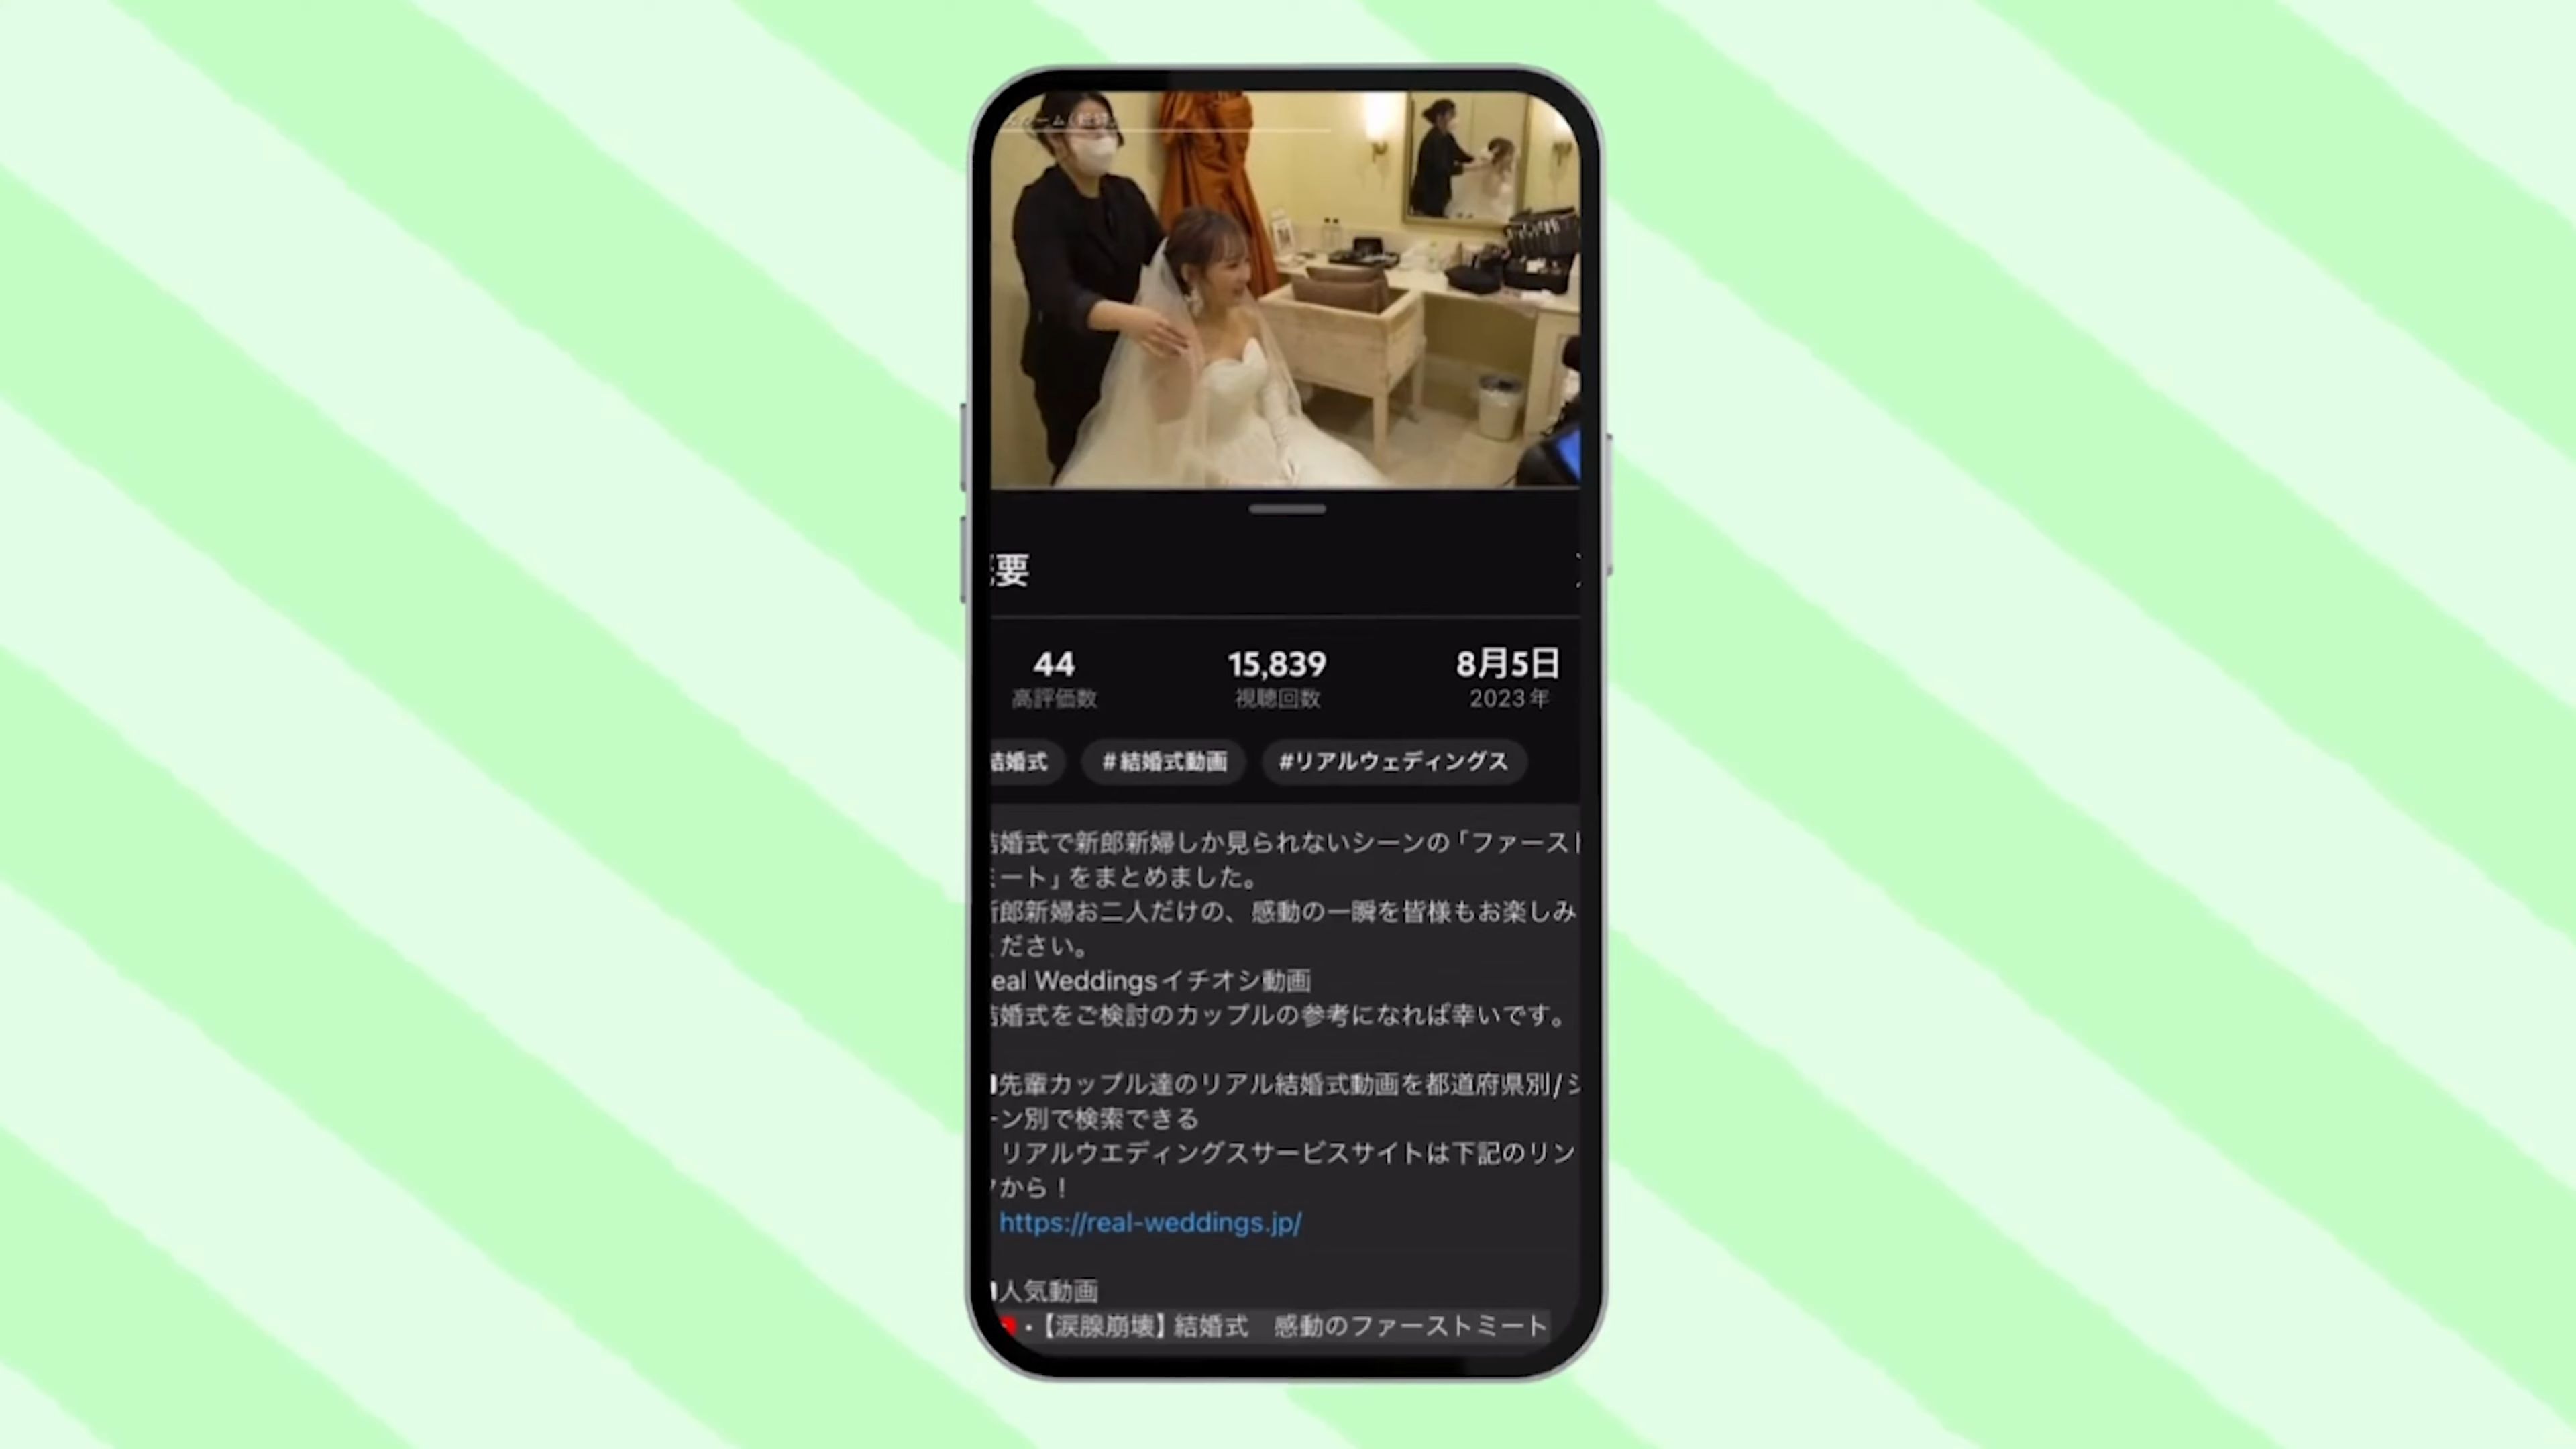 要
44 15,839 8月5日
高評価数 視聴回数 2023年
結婚式 #結婚式動画 #リアルウェディングス
結婚式で新郎新婦しか見られないシーンの「ファースト
ミート」をまとめました。
新郎新婦お二人だけの、感動の一瞬を皆様もお楽しみ
ください。
eal Weddingsイチオシ動画
結婚式をご検討のカップルの参考になれば幸いです。
先輩カップル達のリアル結婚式動画を都道府県別/シ
ーン別で検索できる
リアルウエディングスサービスサイトは下記のリン
クから！
https://real-weddings.jp/
人気動画
・【涙腺崩壊】結婚式　感動のファーストミート